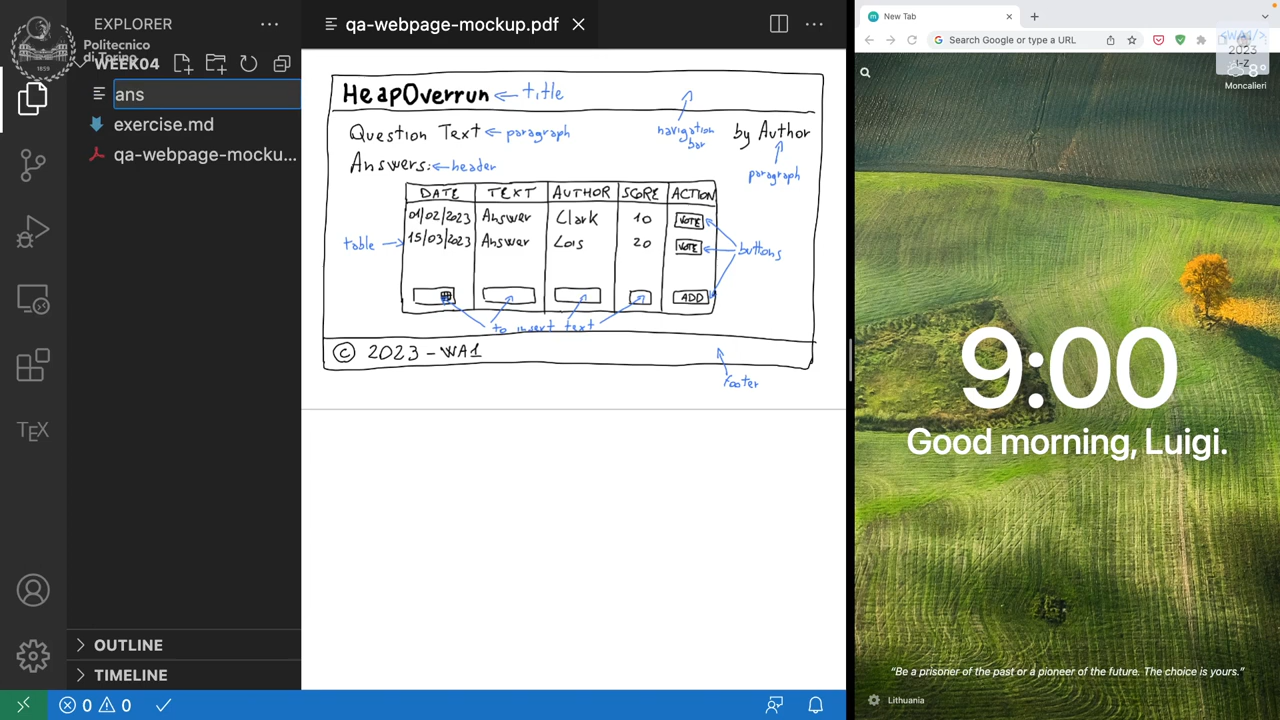 EXPLORER
Politecnico
di Torino
1859
WEEK04
ans
exercise.md
qa-webpage-mocku...
OUTLINE
TIMELINE
0 0
TEX
qa-webpage-mockup.pdf
HeapOverrun
title
Question Text
paragraph
navigation
bar
by Author
Answers:
header
paragraph
DATE TEXT AUTHOR SCORE ACTION
01/02/2023 Answer Clark 10 VOTE
15/03/2023 Answer Lois 20 VOTE
table
buttons
ADD
to insert text
© 2023 - WA1
footer
New Tab
Search Google or type a URL
<WA1/>
2023
8°
Moncalieri
9:00
Good morning, Luigi.
“Be a prisoner of the past or a pioneer of the future. The choice is yours.”
Lithuania